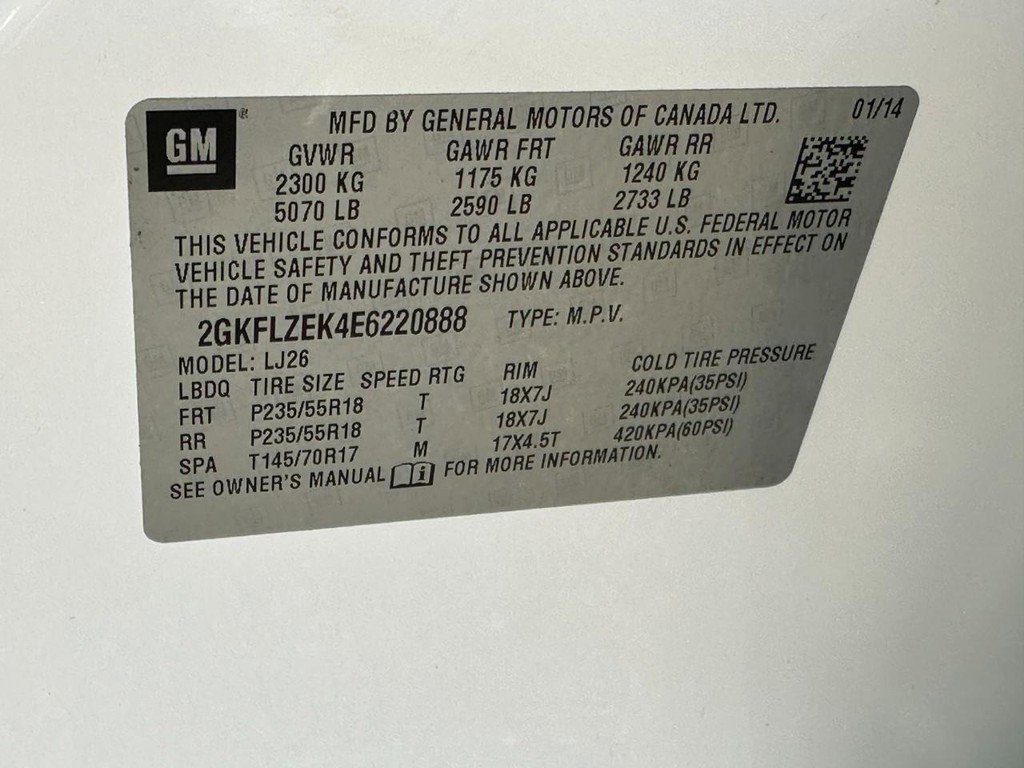 GM ® MFD BY GENERAL MOTORS OF CANADA LTD. 01/14
GVWR GAWR FRT GAWR RR
2300 KG 1175 KG 1240 KG
5070 LB 2590 LB 2733 LB
THIS VEHICLE CONFORMS TO ALL APPLICABLE U.S. FEDERAL MOTOR
VEHICLE SAFETY AND THEFT PREVENTION STANDARDS IN EFFECT ON
THE DATE OF MANUFACTURE SHOWN ABOVE.
2GKFLZEK4E6220888 TYPE: M.P.V.
MODEL: LJ26
LBDQ TIRE SIZE SPEED RTG RIM COLD TIRE PRESSURE
FRT P235/55R18 T 18X7J 240KPA(35PSI)
RR P235/55R18 T 18X7J 240KPA(35PSI)
SPA T145/70R17 M 17X4.5T 420KPA(60PSI)
SEE OWNER'S MANUAL i FOR MORE INFORMATION.